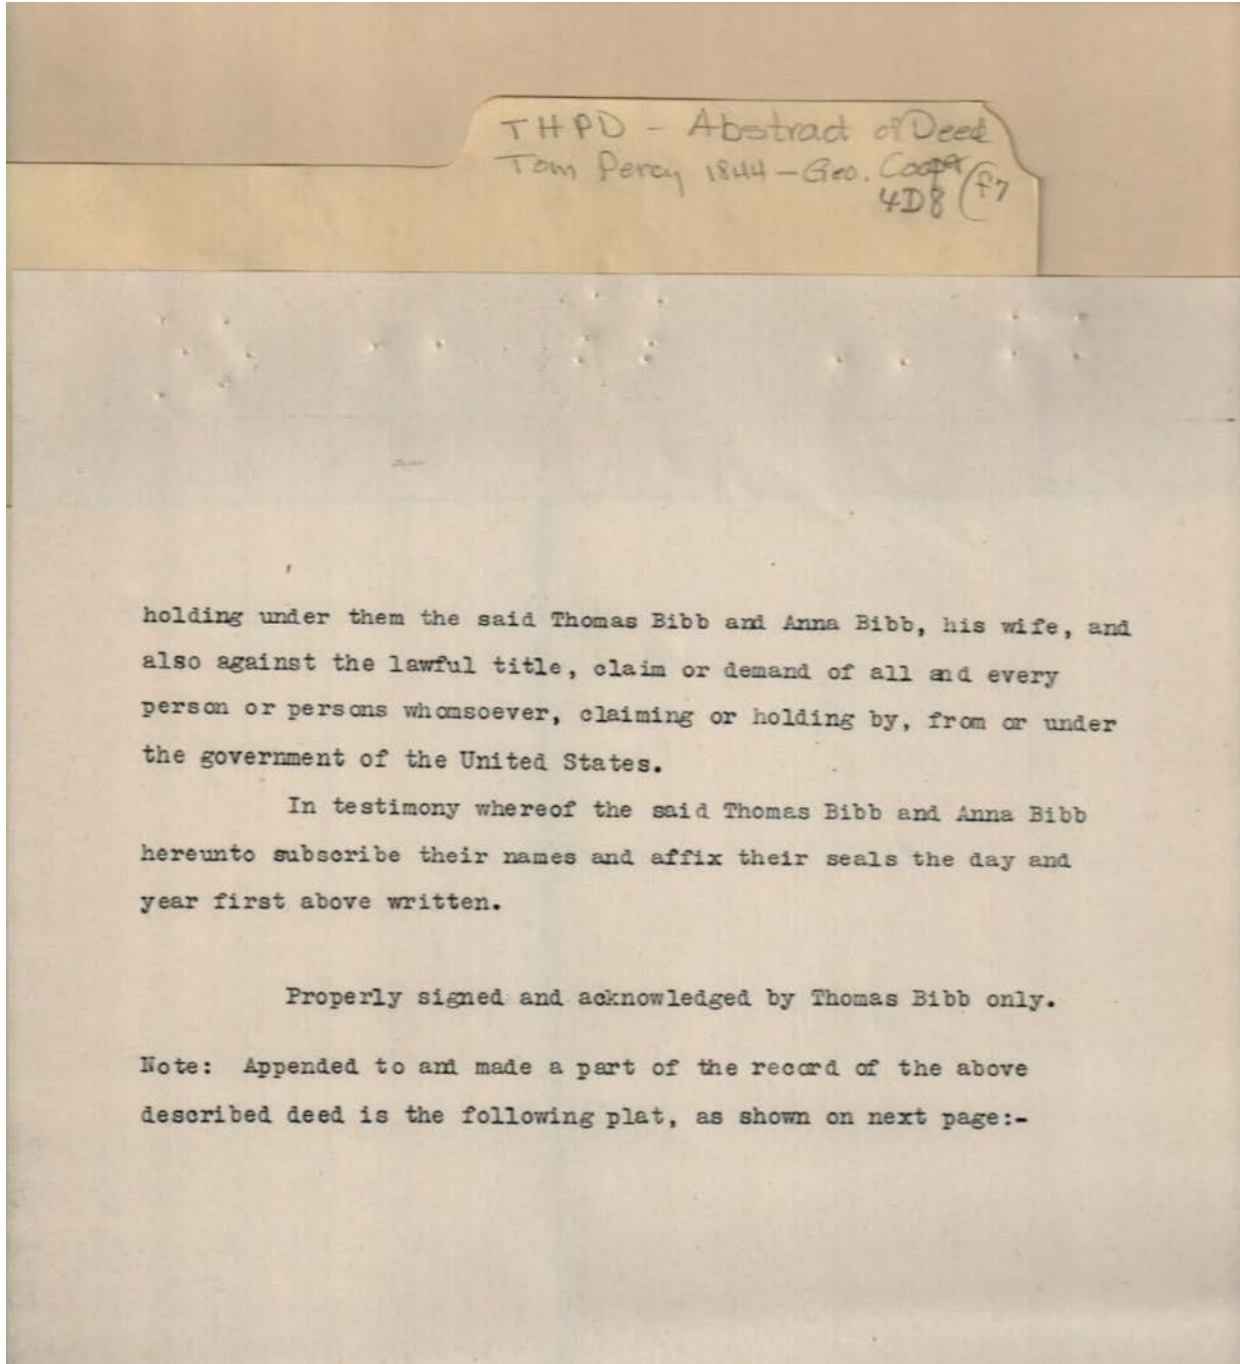 THPD - Abstract of Deed
Tom Percy 1844 - Geo. Coopr
4D8 (f7
holding under them the said Thomas Bibb and Anna Bibb, his wife, and
also against the lawful title, claim or demand of all and every
person or persons whomsoever, claiming or holding by, from or under
the government of the United States.
In testimony whereof the said Thomas Bibb and Anna Bibb
hereunto subscribe their names and affix their seals the day and
year first above written.
Properly signed and acknowledged by Thomas Bibb only.
Note: Appended to and made a part of the record of the above
described deed is the following plat, as shown on next page:-